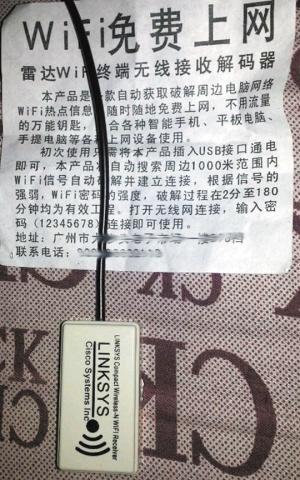 WiFi免费上网
雷达WiFi终端无线接收解码器
本产品是一款自动获取破解周边电脑网络
WiFi热点信息,随时随地免费上网,不用流量
的万能钥匙,适合各种智能手机、平板电脑、
手提电脑等各种上网设备使用。
初次使用只需将本产品插入USB接口通电
即可,本产品将自动搜索周边1000米范围内
WiFi信号自动破解并建立连接,根据信号的
强弱,WiFi密码的强度,破解过程在2分至180
分钟均为有效工程。打开无线网连接,输入密
码(12345678)连接即可使用。
地址:广州市
联系电话:
LINKSYS Compact Wireless-N WiFi Receiver
LINKSYS
Cisco Systems Inc
CK